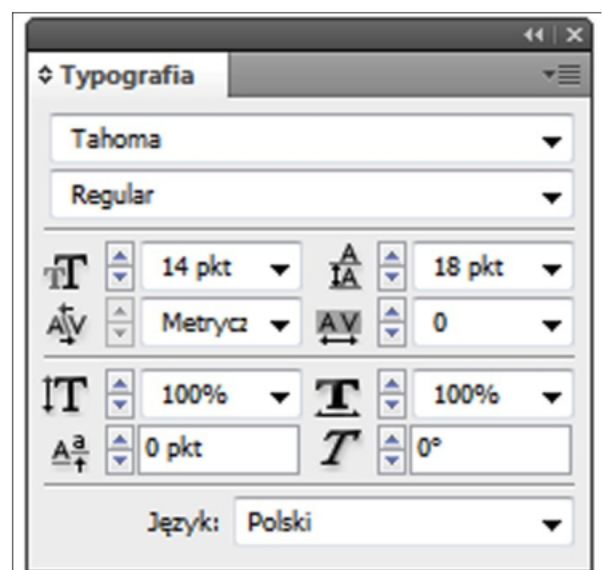 Typografia
Tahoma
Regular
14 pkt 18 pkt
Metrycz 0
100% 100%
0 pkt 0°
Język: Polski